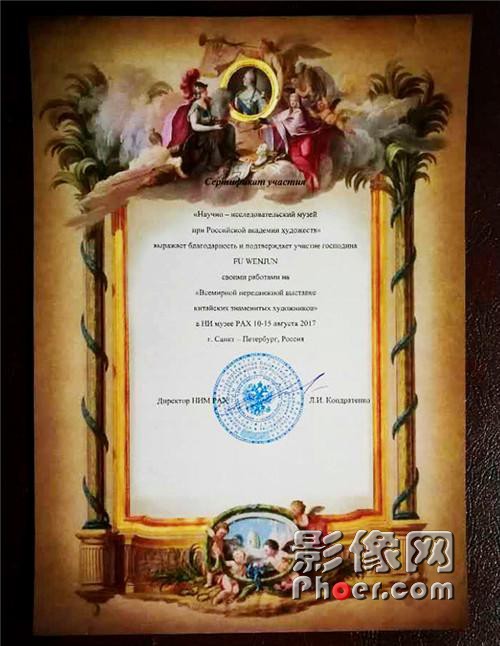 Сертификат участия
«Научно – исследовательский музей
при Российской академии художеств»
выражает благодарность и подтверждает участие господина
FU WENJUN
своими работами на
«Всемирной передвижной выставке
китайских знаменитых художников»
в НИ музее РАХ 10-15 августа 2017
г. Санкт – Петербург, Россия
Директор НИМ РАХ Л.И. Кондратенко
影像网
Phoer.com